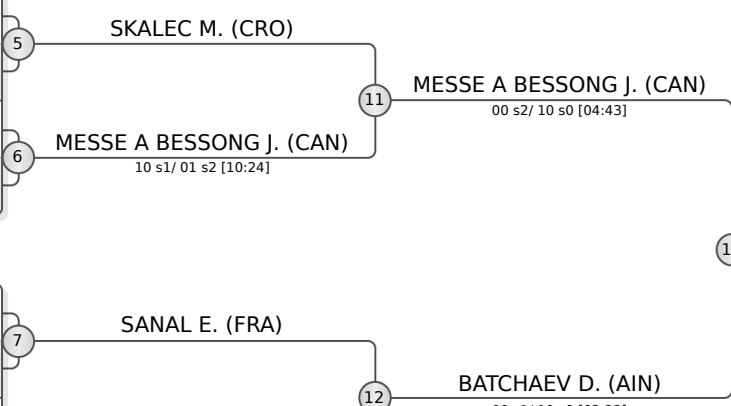 SKALEC M. (CRO)
5
MESSE A BESSONG J. (CAN)
11
00 s2/ 10 s0 [04:43]
MESSE A BESSONG J. (CAN)
6
10 s1/ 01 s2 [10:24]
SANAL E. (FRA)
7
BATCHAEV D. (AIN)
12